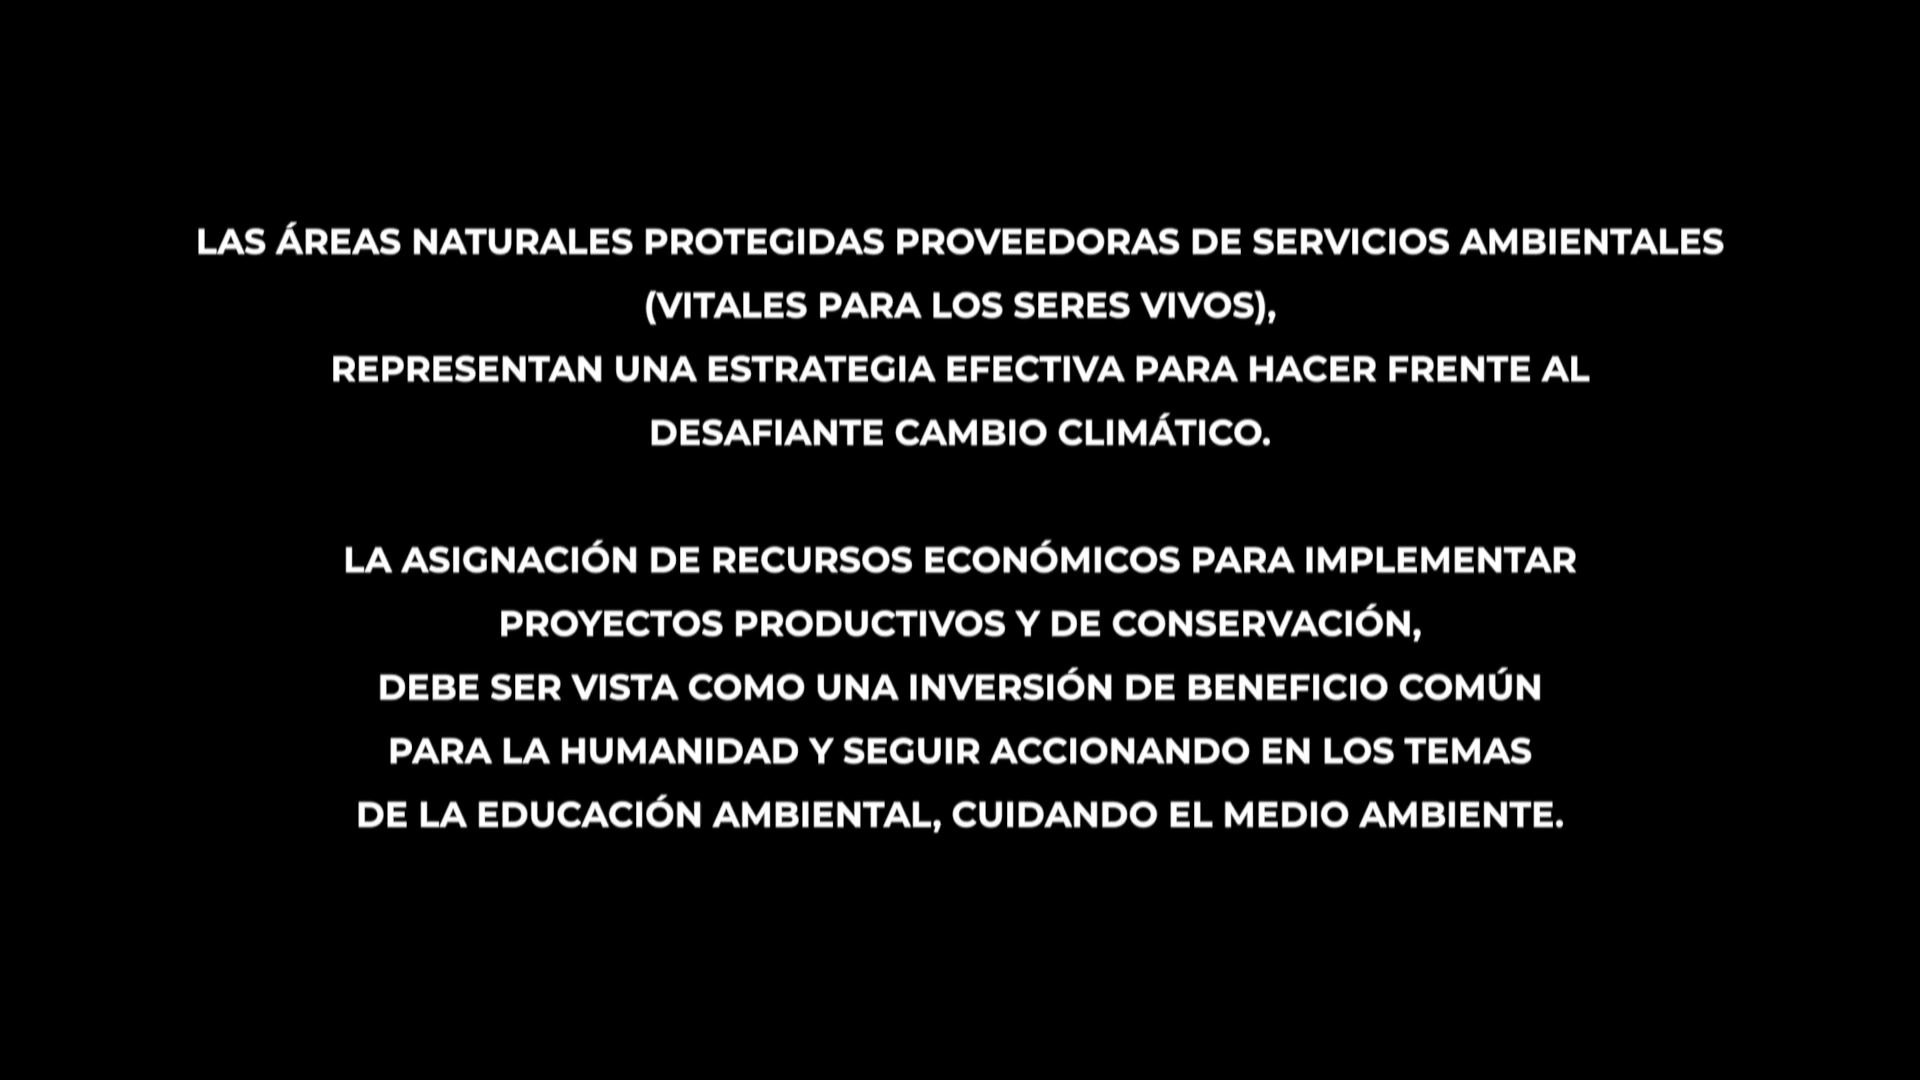 LAS ÁREAS NATURALES PROTEGIDAS PROVEEDORAS DE SERVICIOS AMBIENTALES
(VITALES PARA LOS SERES VIVOS),
REPRESENTAN UNA ESTRATEGIA EFECTIVA PARA HACER FRENTE AL
DESAFIANTE CAMBIO CLIMÁTICO.
LA ASIGNACIÓN DE RECURSOS ECONÓMICOS PARA IMPLEMENTAR
PROYECTOS PRODUCTIVOS Y DE CONSERVACIÓN,
DEBE SER VISTA COMO UNA INVERSIÓN DE BENEFICIO COMÚN
PARA LA HUMANIDAD Y SEGUIR ACCIONANDO EN LOS TEMAS
DE LA EDUCACIÓN AMBIENTAL, CUIDANDO EL MEDIO AMBIENTE.